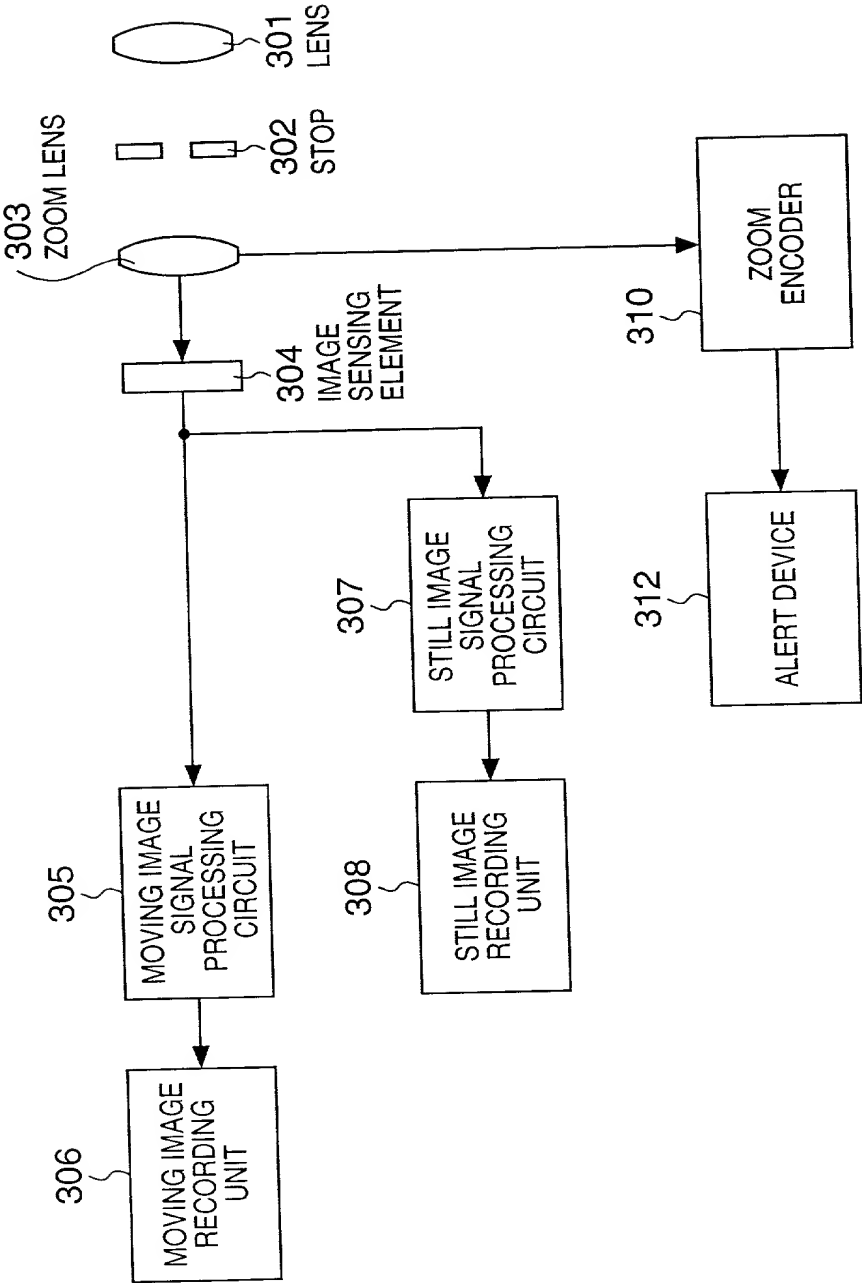 301
LENS
302
STOP
303
ZOOM LENS
304
IMAGE
SENSING
ELEMENT
305
MOVING IMAGE
SIGNAL
PROCESSING
CIRCUIT
306
MOVING IMAGE
RECORDING
UNIT
307
STILL IMAGE
SIGNAL
PROCESSING
CIRCUIT
308
STILL IMAGE
RECORDING
UNIT
310
ZOOM
ENCODER
312
ALERT DEVICE